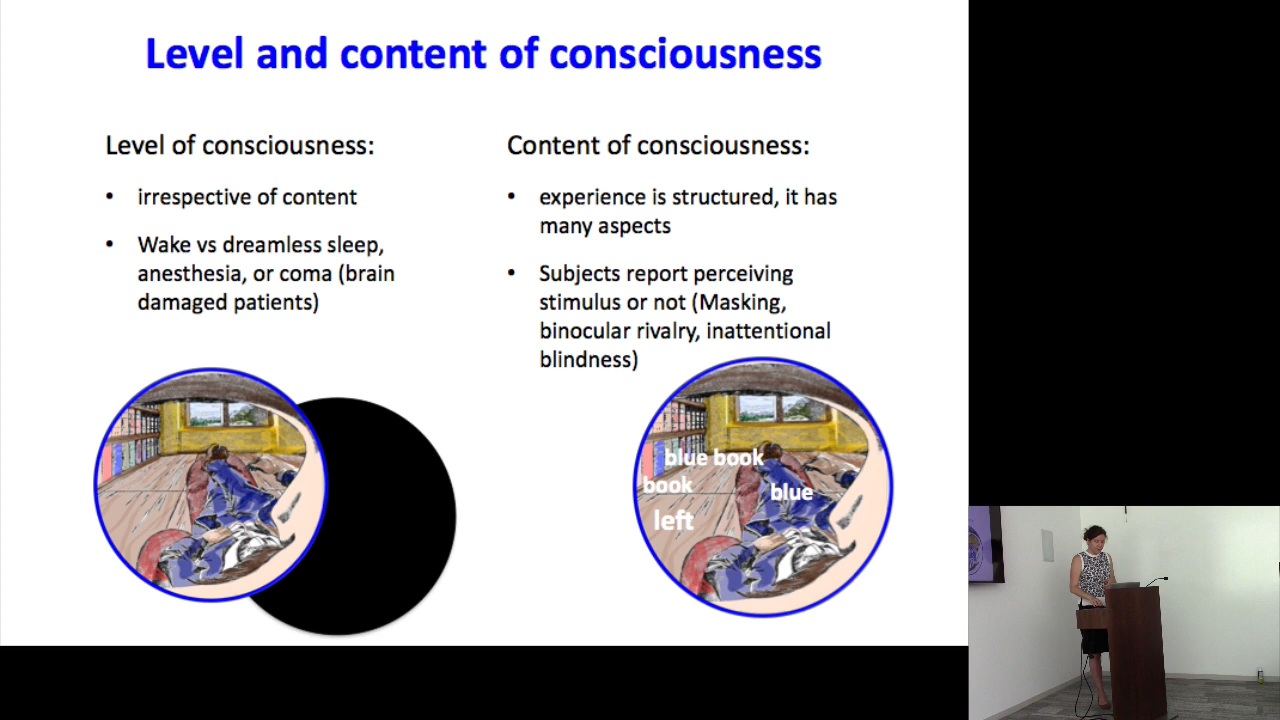 Level and content of consciousness
Level of consciousness:
• irrespective of content
• Wake vs dreamless sleep,
anesthesia, or coma (brain
damaged patients)
Content of consciousness:
• experience is structured, it has
many aspects
• Subjects report perceiving
stimulus or not (Masking,
binocular rivalry, inattentional
blindness)
blue book
book
blue
left